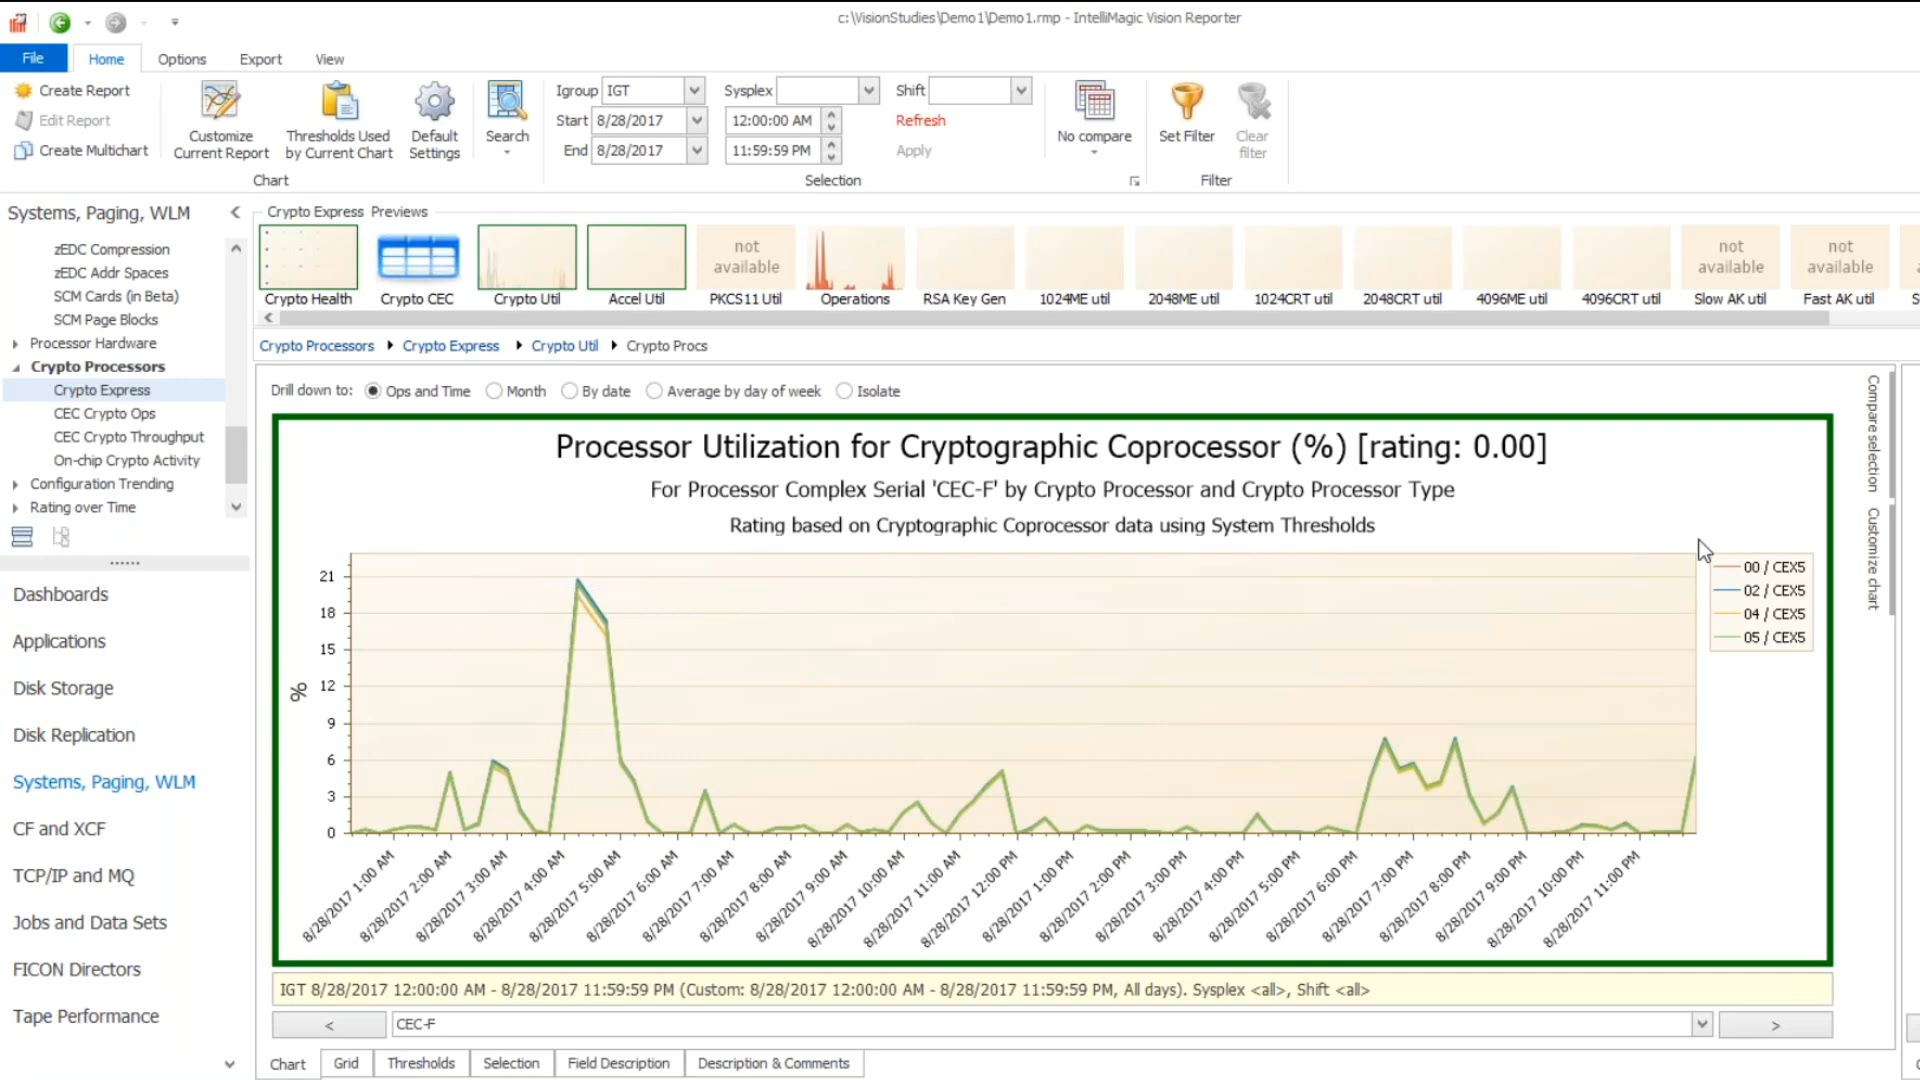 c:\VisionStudies\Demo1\Demo1.rmp - IntelliMagic Vision Reporter
File Home Options Export View
Create Report
Edit Report
Create Multichart
Customize Current Report
Thresholds Used by Current Chart
Default Settings
Chart
Search
Igroup IGT Sysplex Shift
Start 8/28/2017 12:00:00 AM Refresh
End 8/28/2017 11:59:59 PM Apply
Selection
No compare
Set Filter
Clear filter
Filter
Systems, Paging, WLM
zEDC Compression
zEDC Addr Spaces
SCM Cards (in Beta)
SCM Page Blocks
Processor Hardware
Crypto Processors
Crypto Express
CEC Crypto Ops
CEC Crypto Throughput
On-chip Crypto Activity
Configuration Trending
Rating over Time
Dashboards
Applications
Disk Storage
Disk Replication
Systems, Paging, WLM
CF and XCF
TCP/IP and MQ
Jobs and Data Sets
FICON Directors
Tape Performance
Crypto Express Previews
not available not available not available
Crypto Health Crypto CEC Crypto Util Accel Util PKCS11 Util Operations RSA Key Gen 1024ME util 2048ME util 1024CRT util 2048CRT util 4096ME util 4096CRT util Slow AK util Fast AK util
Crypto Processors Crypto Express Crypto Util Crypto Procs
Drill down to: Ops and Time Month By date Average by day of week Isolate
Processor Utilization for Cryptographic Coprocessor (%) [rating: 0.00]
For Processor Complex Serial 'CEC-F' by Crypto Processor and Crypto Processor Type
Rating based on Cryptographic Coprocessor data using System Thresholds
%
21
18
15
12
9
6
3
0
8/28/2017 1:00 AM
8/28/2017 2:00 AM
8/28/2017 3:00 AM
8/28/2017 4:00 AM
8/28/2017 5:00 AM
8/28/2017 6:00 AM
8/28/2017 7:00 AM
8/28/2017 8:00 AM
8/28/2017 9:00 AM
8/28/2017 10:00 AM
8/28/2017 11:00 AM
8/28/2017 12:00 PM
8/28/2017 1:00 PM
8/28/2017 2:00 PM
8/28/2017 3:00 PM
8/28/2017 4:00 PM
8/28/2017 5:00 PM
8/28/2017 6:00 PM
8/28/2017 7:00 PM
8/28/2017 8:00 PM
8/28/2017 9:00 PM
8/28/2017 10:00 PM
8/28/2017 11:00 PM
00 / CEX5
02 / CEX5
04 / CEX5
05 / CEX5
Compare selection
Customize chart
IGT 8/28/2017 12:00:00 AM - 8/28/2017 11:59:59 PM (Custom: 8/28/2017 12:00:00 AM - 8/28/2017 11:59:59 PM, All days). Sysplex <all>, Shift <all>
< CEC-F >
Chart Grid Thresholds Selection Field Description Description & Comments